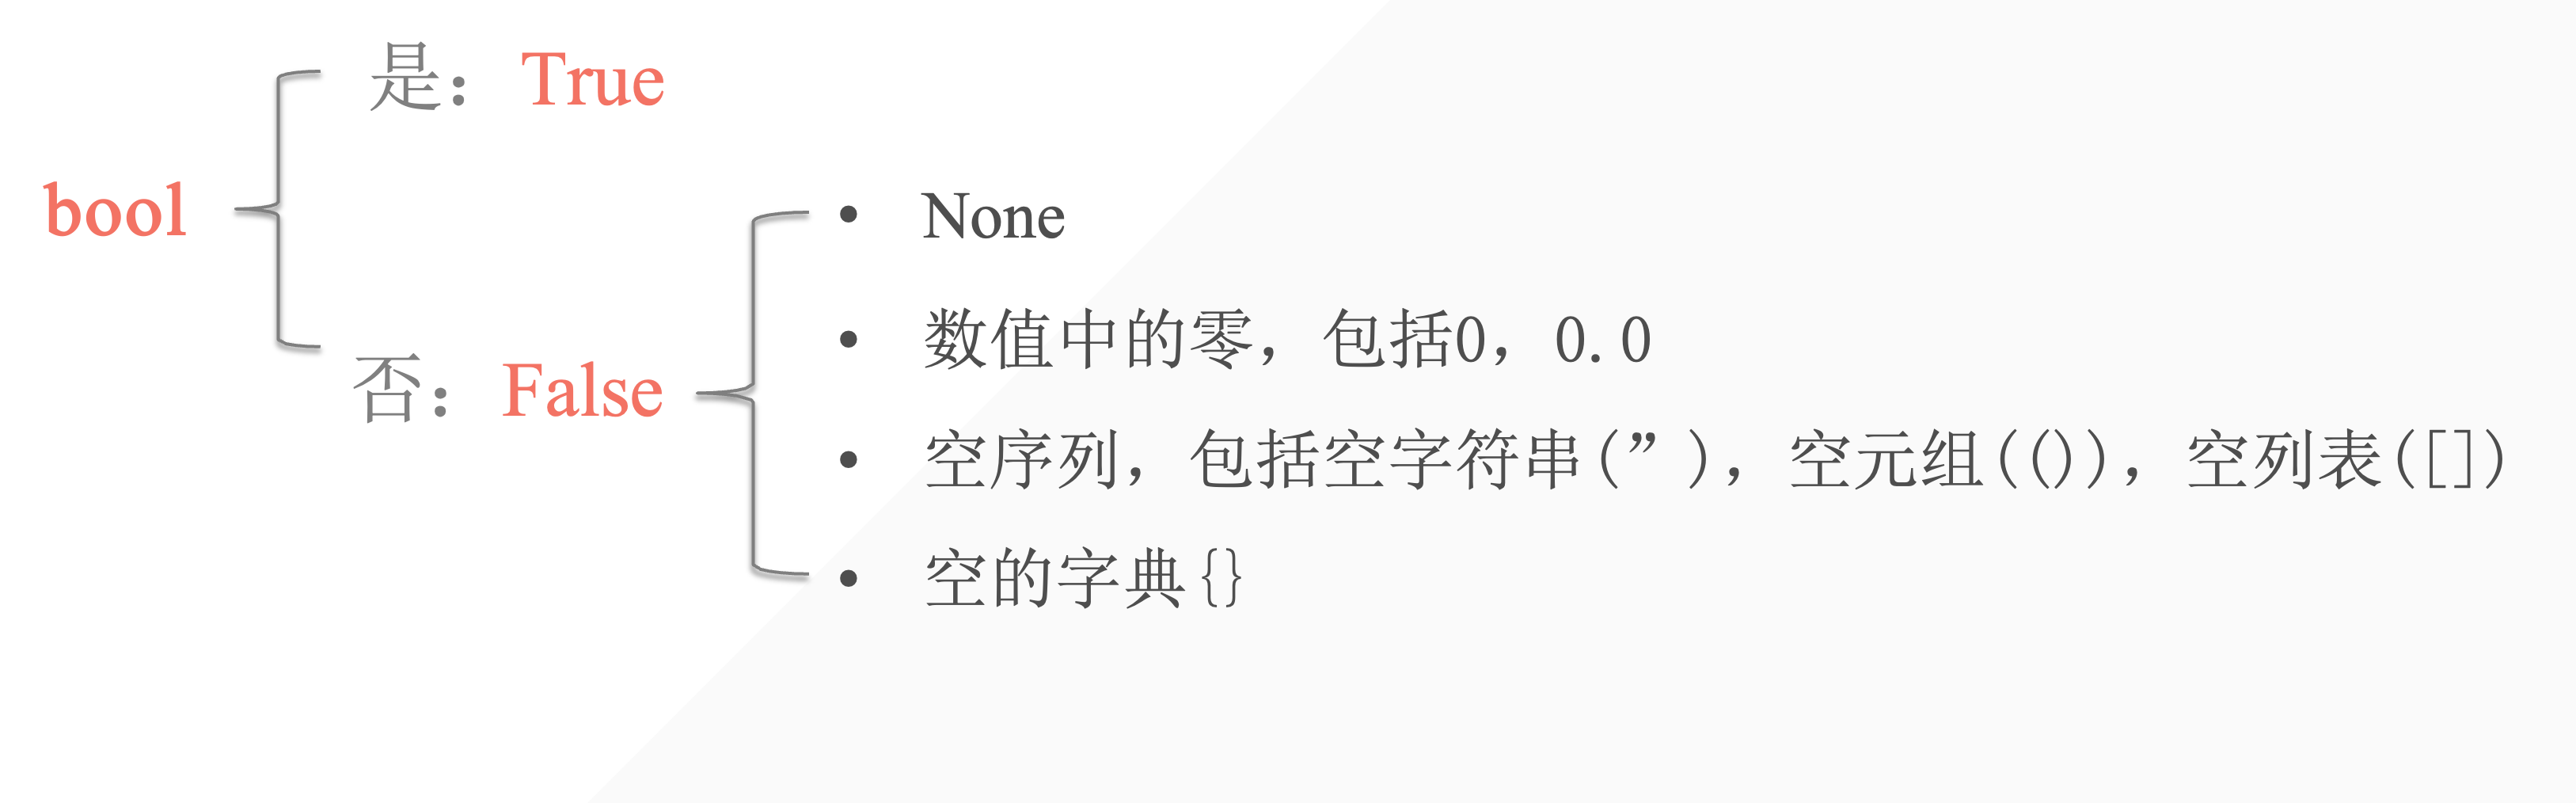 是：True
bool
否：False
• None
• 数值中的零，包括0，0.0
• 空序列，包括空字符串(”)，空元组(())，空列表([])
• 空的字典{}